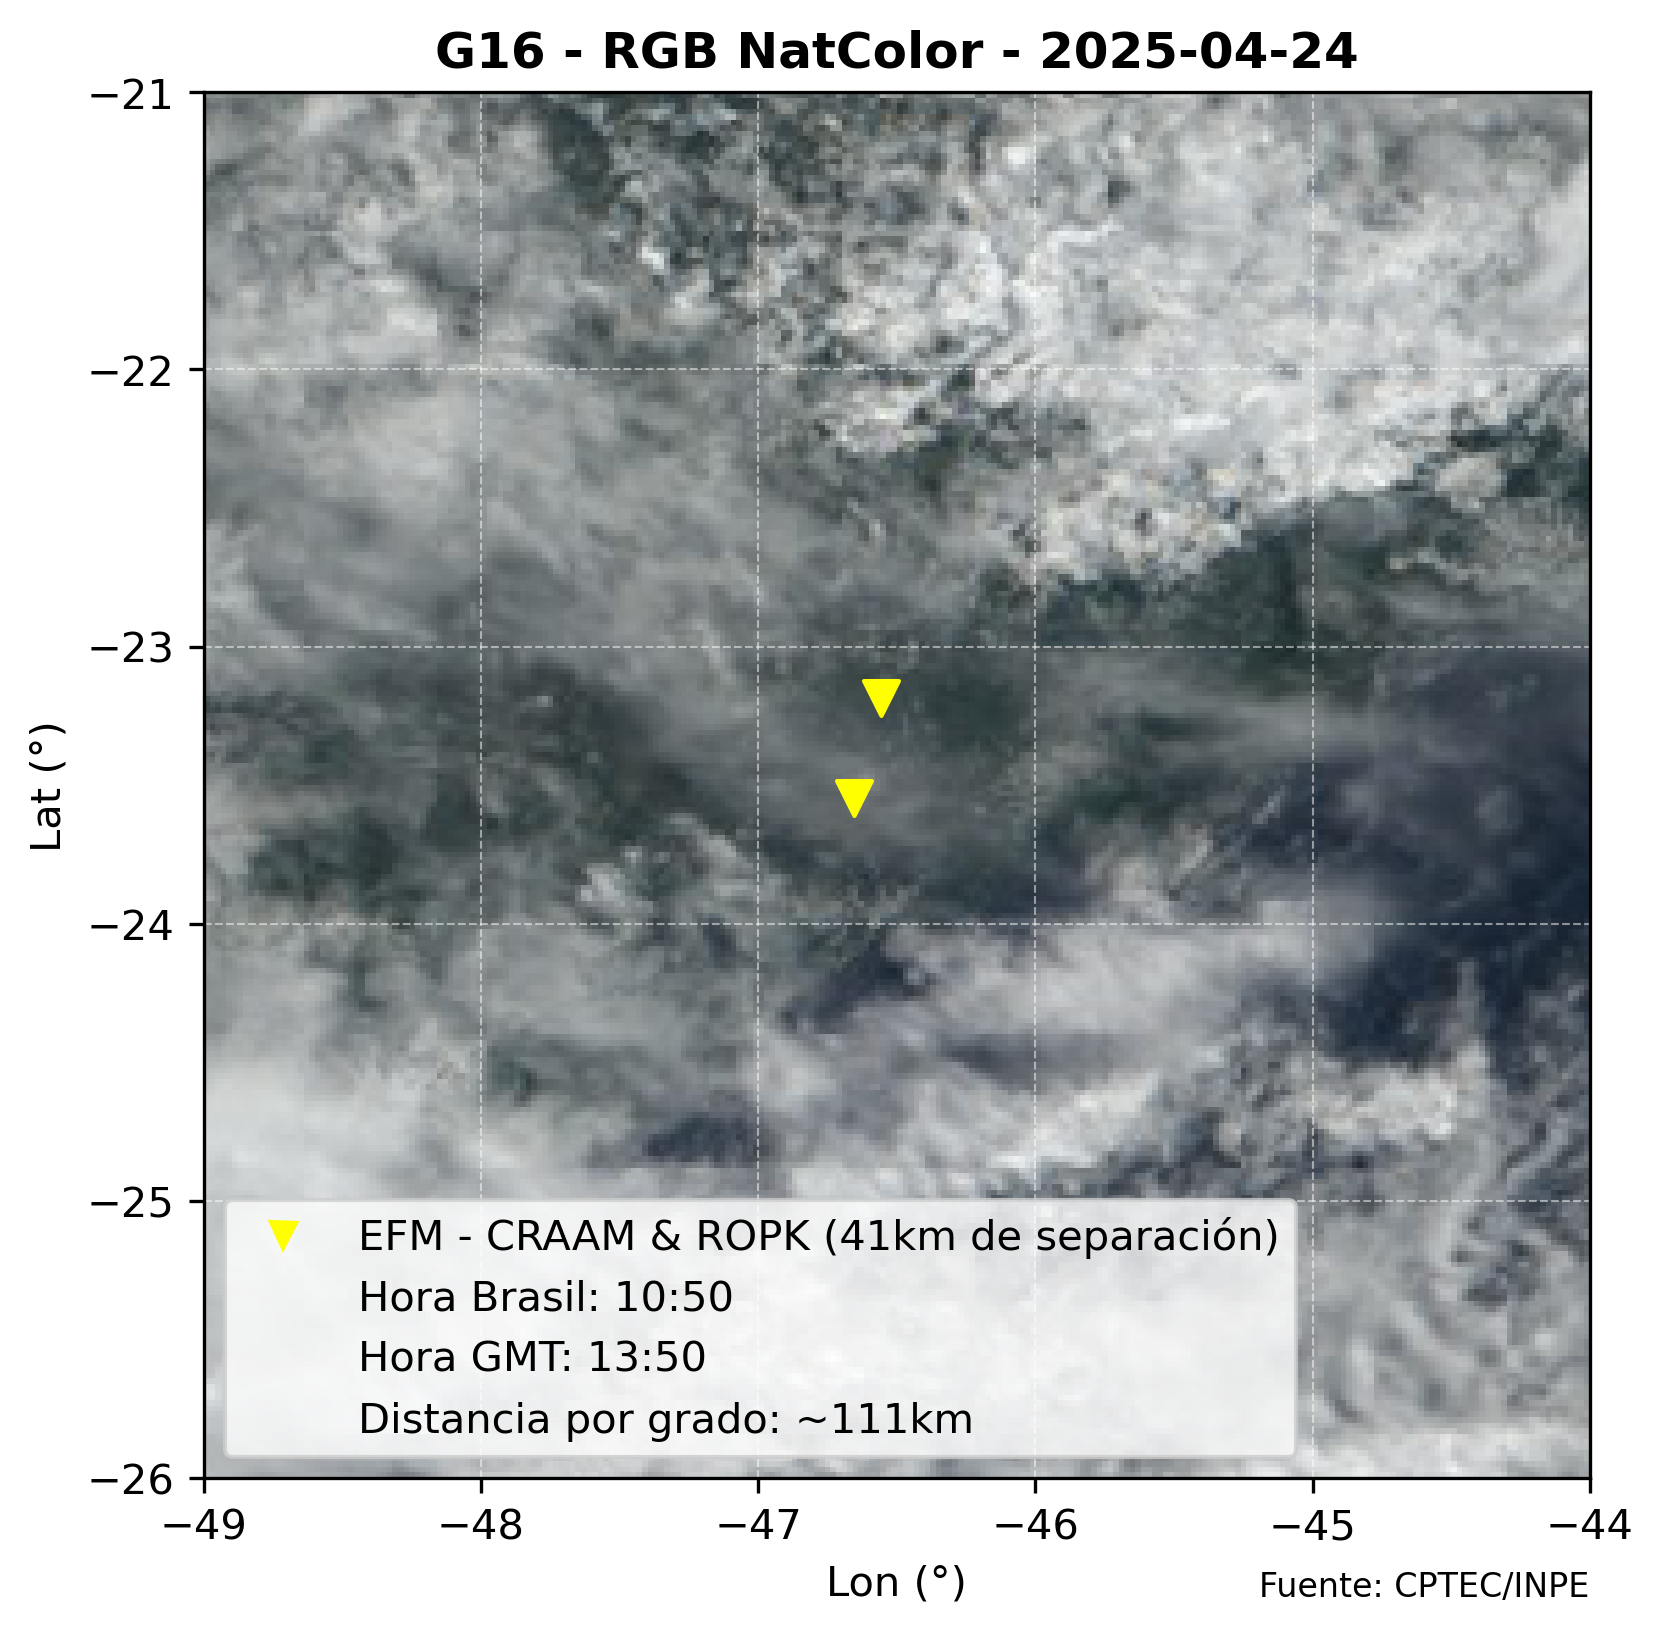 G16 - RGB NatColor - 2025-04-24
−21
−22
−23
−24
−25
−26
Lat (°)
EFM - CRAAM & ROPK (41km de separación)
Hora Brasil: 10:50
Hora GMT: 13:50
Distancia por grado: ~111km
−49 −48 −47 −46 −45 −44
Lon (°)
Fuente: CPTEC/INPE